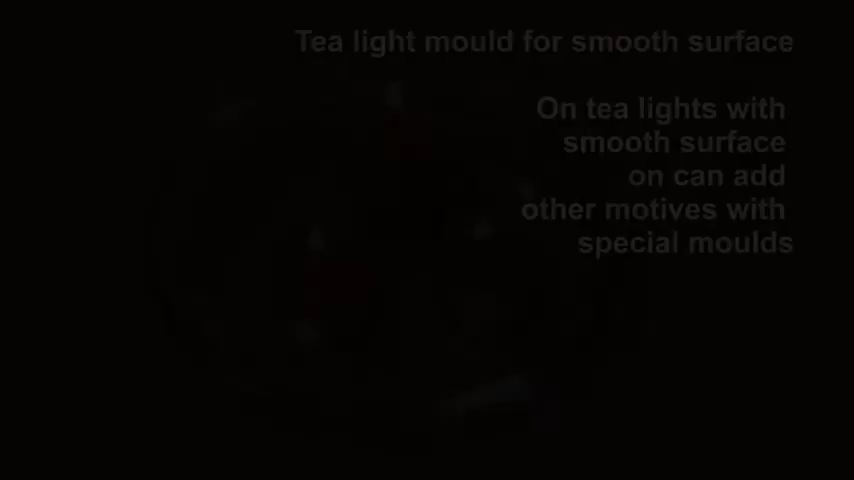 Tea light mould for smooth surface
On tea lights with
smooth surface
on can add
other motives with
special moulds